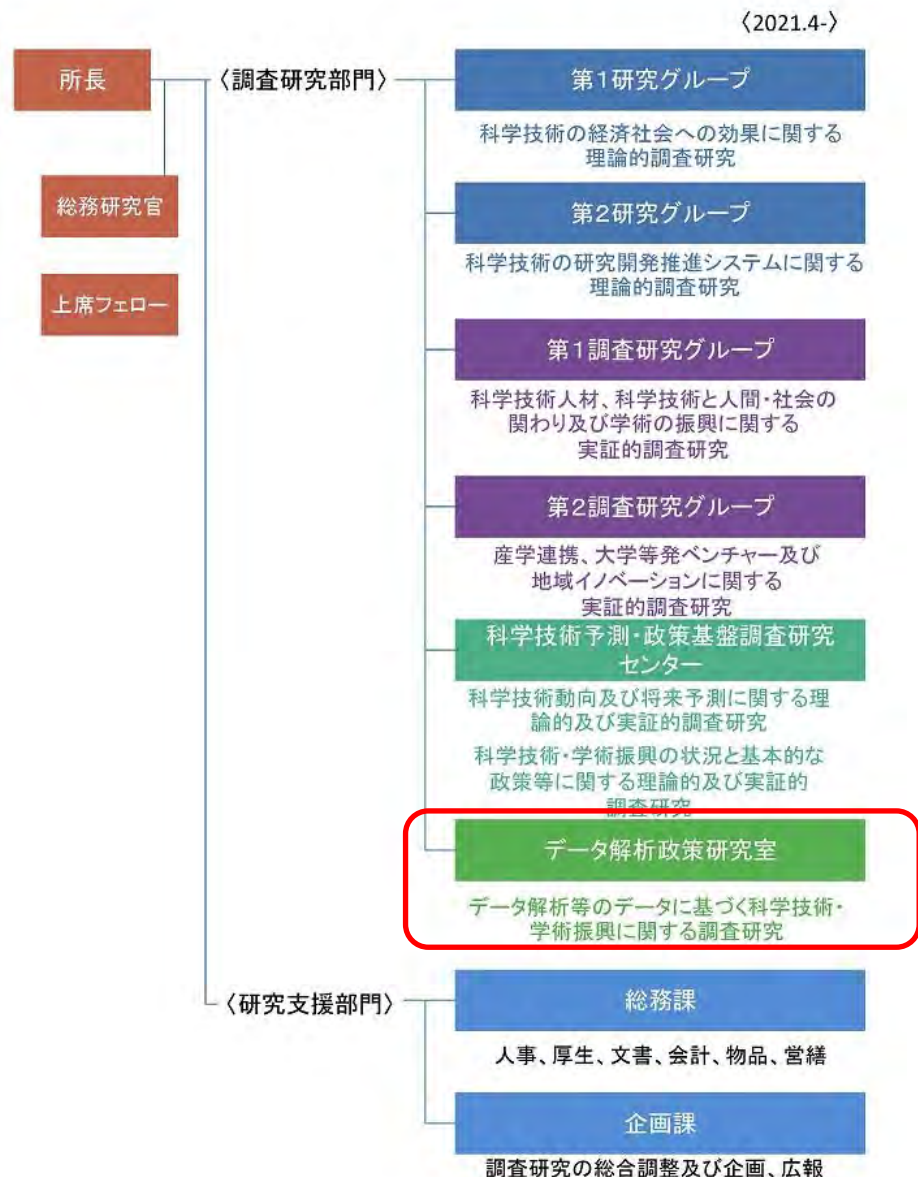 〈2021.4-〉
所長
〈調査研究部門〉
第1研究グループ
科学技術の経済社会への効果に関する
理論的調査研究
総務研究官
第2研究グループ
科学技術の研究開発推進システムに関する
理論的調査研究
上席フェロー
第1調査研究グループ
科学技術人材、科学技術と人間・社会の
関わり及び学術の振興に関する
実証的調査研究
第2調査研究グループ
産学連携、大学等発ベンチャー及び
地域イノベーションに関する
実証的調査研究
科学技術予測・政策基盤調査研究
センター
科学技術動向及び将来予測に関する理
論的及び実証的調査研究
科学技術・学術振興の状況と基本的な
政策等に関する理論的及び実証的
調査研究
データ解析政策研究室
データ解析等のデータに基づく科学技術・
学術振興に関する調査研究
〈研究支援部門〉
総務課
人事、厚生、文書、会計、物品、営繕
企画課
調査研究の総合調整及び企画、広報